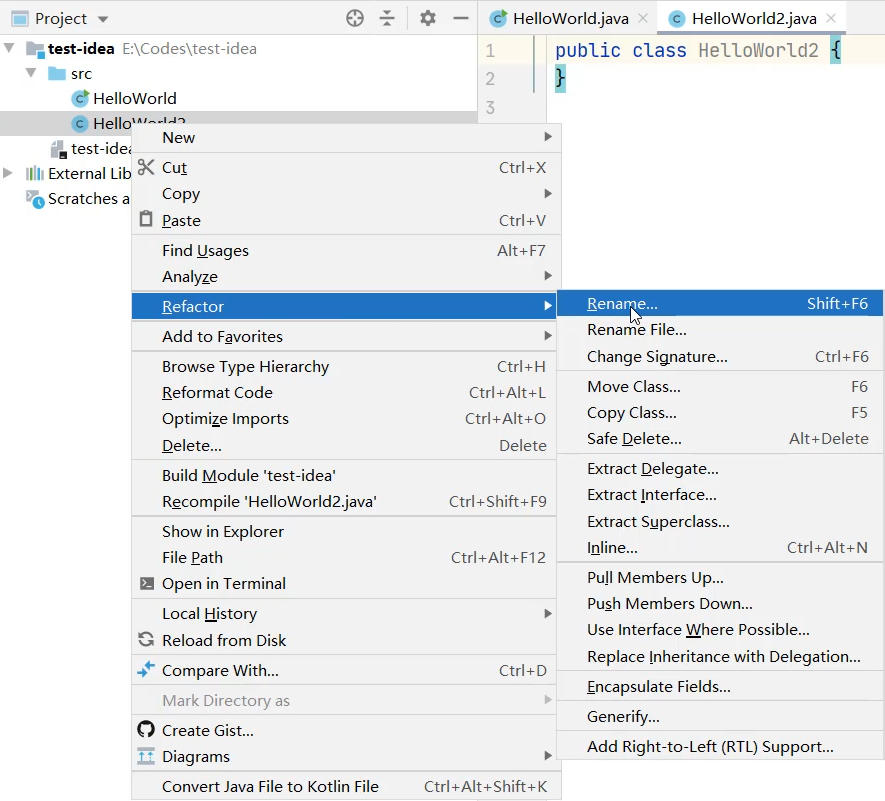 Project
HelloWorld.java
HelloWorld2.java
test-idea E:\Codes\test-idea
src
HelloWorld
HelloWorld2
test-idea
External Lib
Scratches a
1 public class HelloWorld2 {
2 }
3
New
Cut Ctrl+X
Copy
Paste Ctrl+V
Find Usages Alt+F7
Analyze
Refactor
Add to Favorites
Browse Type Hierarchy Ctrl+H
Reformat Code Ctrl+Alt+L
Optimize Imports Ctrl+Alt+O
Delete... Delete
Build Module 'test-idea'
Recompile 'HelloWorld2.java' Ctrl+Shift+F9
Show in Explorer
File Path Ctrl+Alt+F12
Open in Terminal
Local History
Reload from Disk
Compare With... Ctrl+D
Mark Directory as
Create Gist...
Diagrams
Convert Java File to Kotlin File Ctrl+Alt+Shift+K
Rename... Shift+F6
Rename File...
Change Signature... Ctrl+F6
Move Class... F6
Copy Class... F5
Safe Delete... Alt+Delete
Extract Delegate...
Extract Interface...
Extract Superclass...
Inline... Ctrl+Alt+N
Pull Members Up...
Push Members Down...
Use Interface Where Possible...
Replace Inheritance with Delegation...
Encapsulate Fields...
Generify...
Add Right-to-Left (RTL) Support...